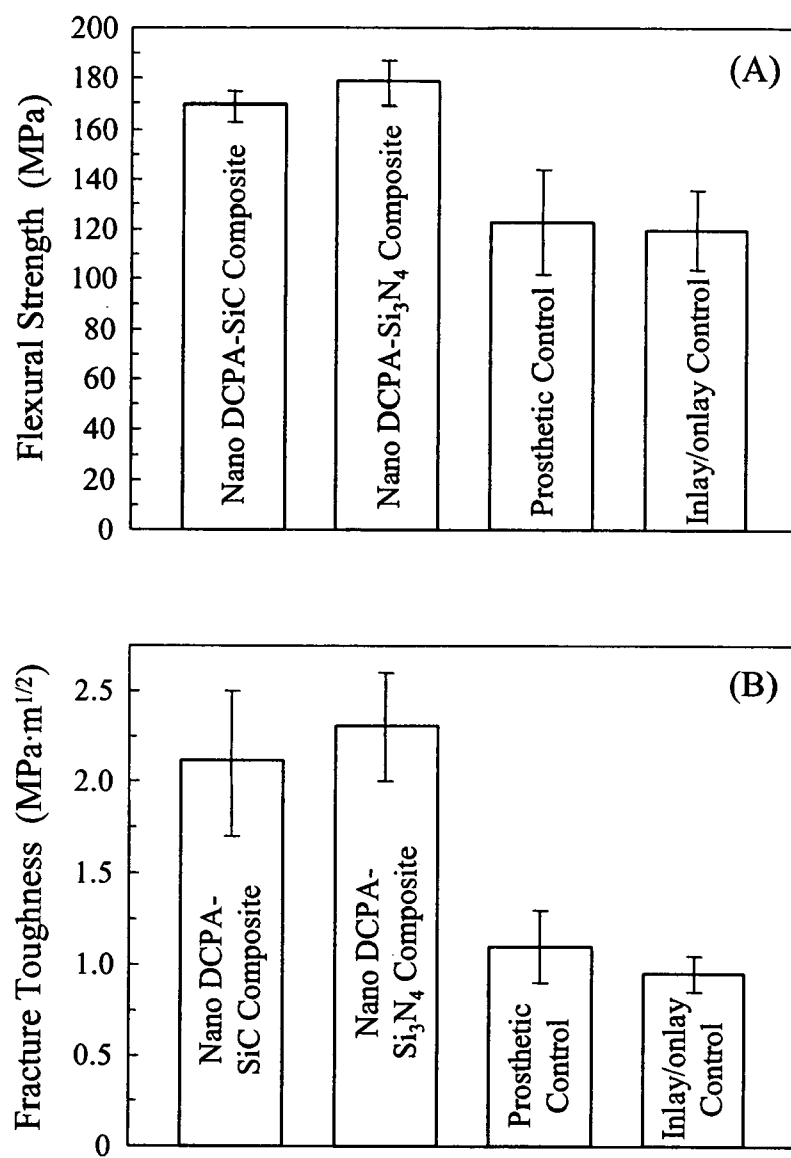 (A)
Flexural Strength (MPa)
200
180
160
140
120
100
80
60
40
20
0
Nano DCPA-SiC Composite
Nano DCPA-Si₃N₄ Composite
Prosthetic Control
Inlay/onlay Control
(B)
Fracture Toughness (MPa·m¹/²)
2.5
2.0
1.5
1.0
0.5
0
Nano DCPA-
SiC Composite
Nano DCPA-
Si₃N₄ Composite
Prosthetic
Control
Inlay/onlay
Control